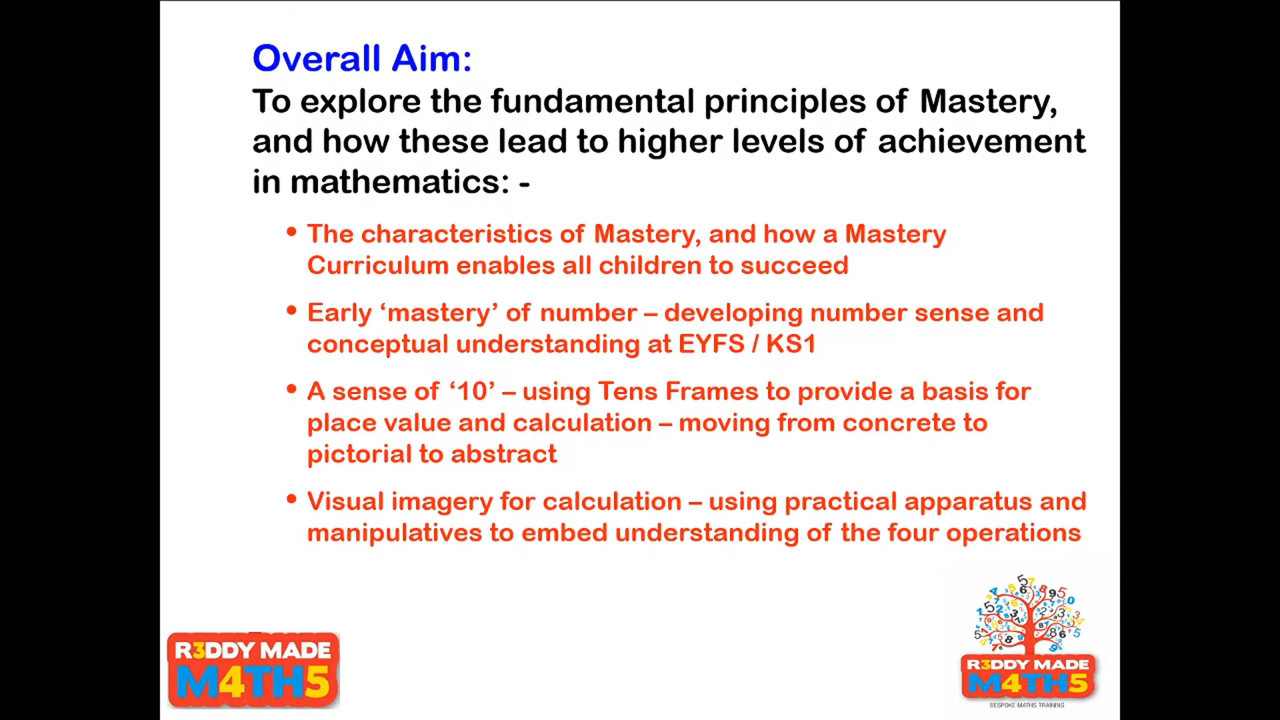 Overall Aim:
To explore the fundamental principles of Mastery,
and how these lead to higher levels of achievement
in mathematics: -
• The characteristics of Mastery, and how a Mastery
Curriculum enables all children to succeed
• Early ‘mastery’ of number – developing number sense and
conceptual understanding at EYFS / KS1
• A sense of ‘10’ – using Tens Frames to provide a basis for
place value and calculation – moving from concrete to
pictorial to abstract
• Visual imagery for calculation – using practical apparatus and
manipulatives to embed understanding of the four operations
R3DDY MADE
M4TH5
R3DDY MADE
M4TH5
BESPOKE MATHS TRAINING